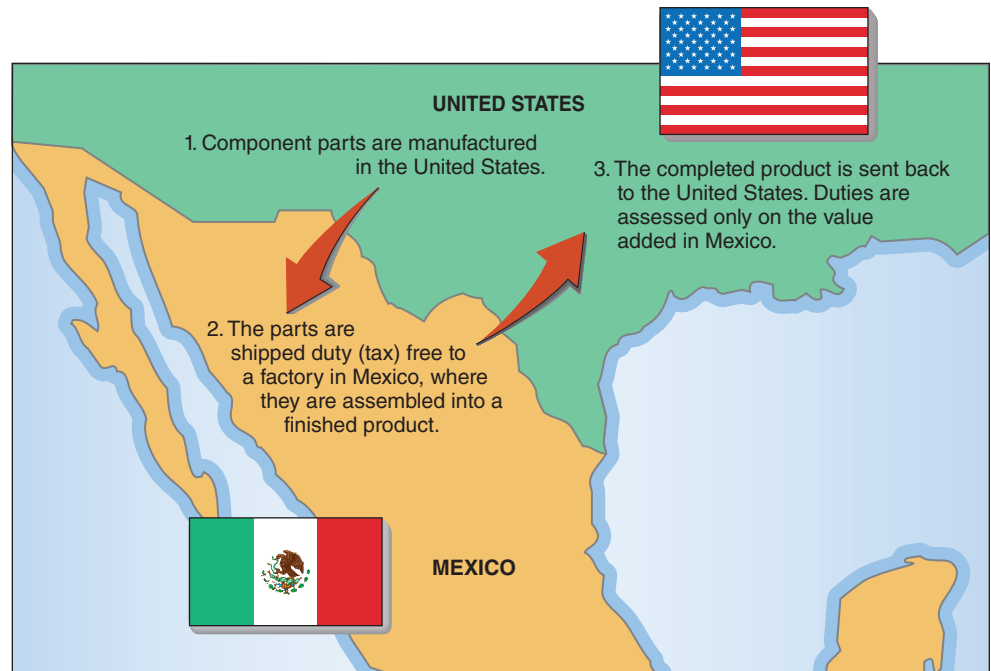 UNITED STATES
1. Component parts are manufactured
in the United States.
3. The completed product is sent back
to the United States. Duties are
assessed only on the value
added in Mexico.
2. The parts are
shipped duty (tax) free to
a factory in Mexico, where
they are assembled into a
finished product.
MEXICO